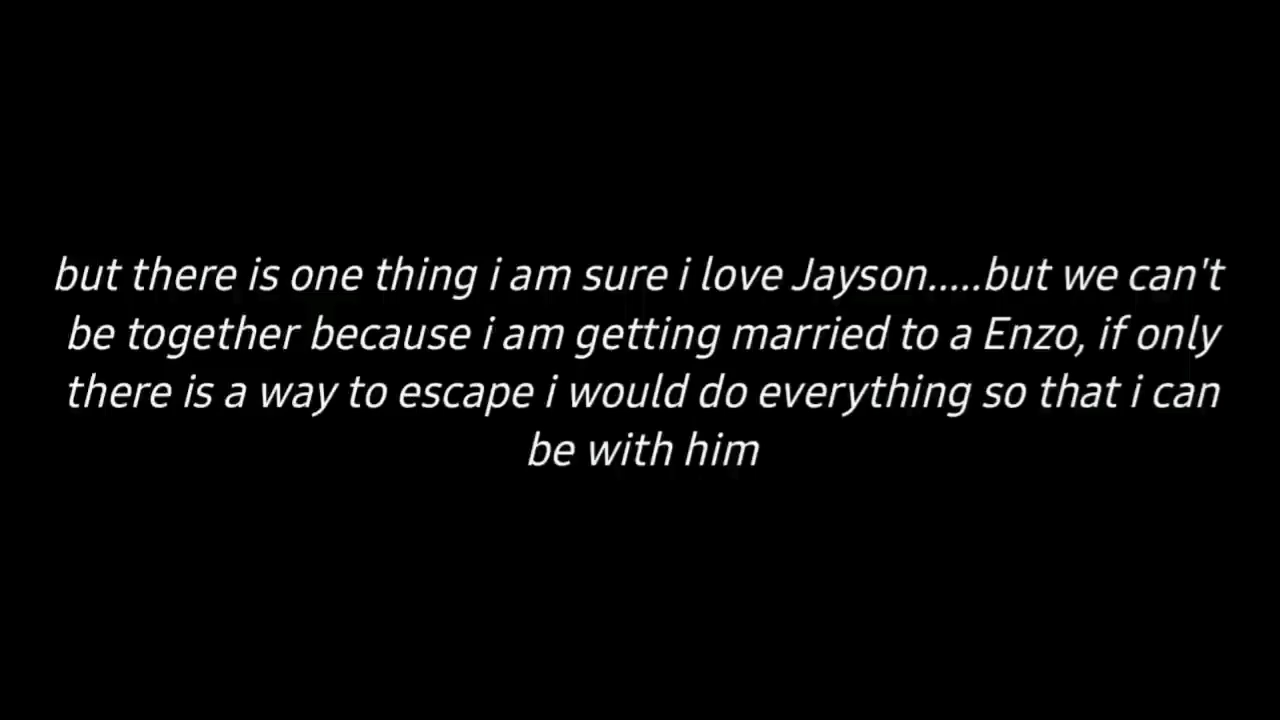 but there is one thing i am sure i love Jayson.....but we can't
be together because i am getting married to a Enzo, if only
there is a way to escape i would do everything so that i can
be with him